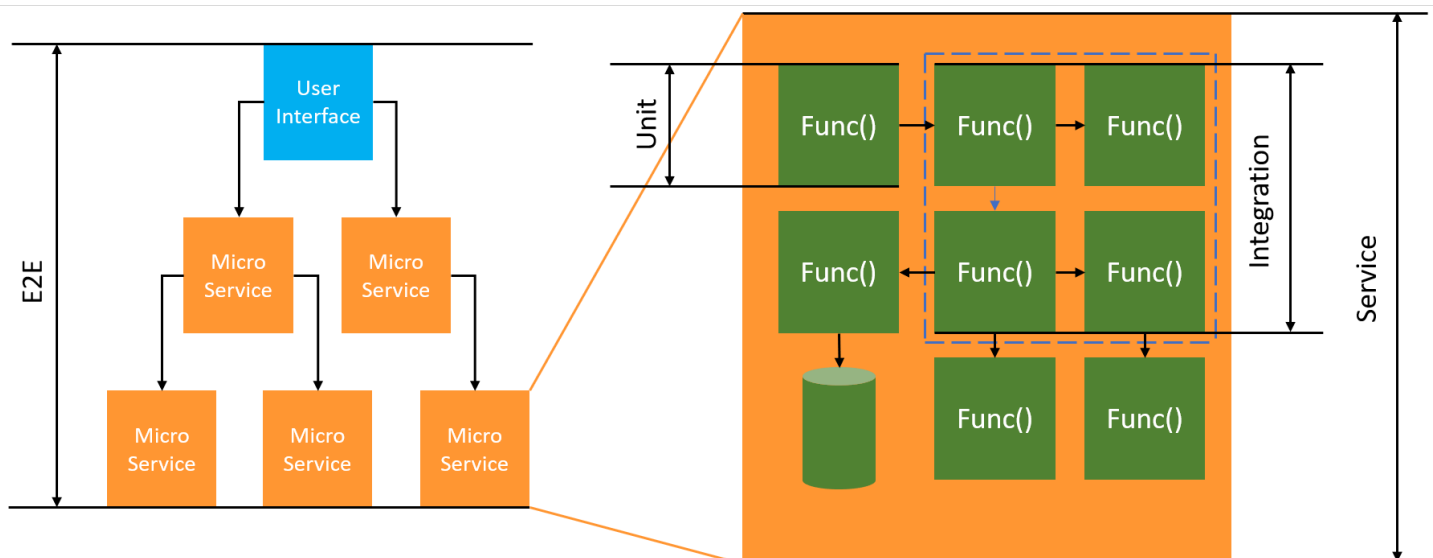 E2E
User
Interface
Micro
Service
Micro
Service
Micro
Service
Micro
Service
Micro
Service
Unit
Func()
Func()
Func()
Func()
Func()
Func()
Func()
Func()
Integration
Service